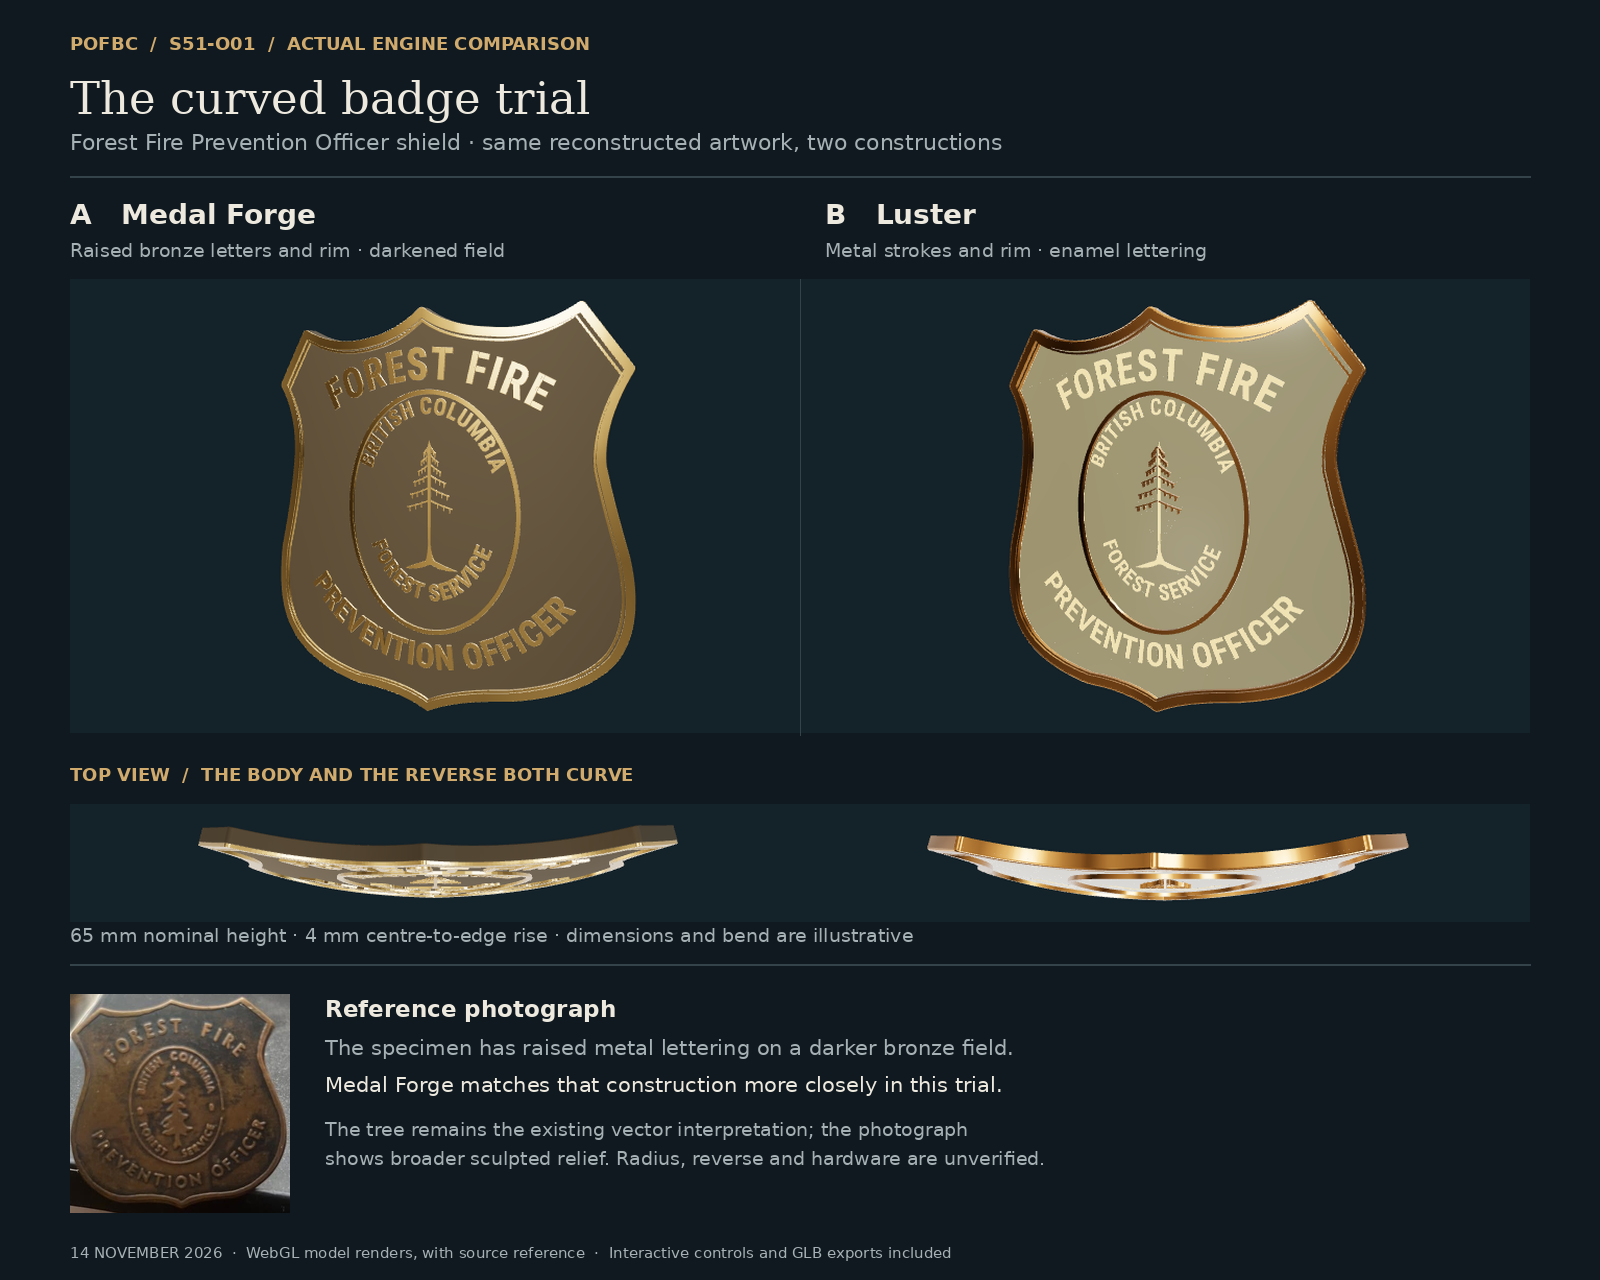 POFBC / S51-O01 / ACTUAL ENGINE COMPARISON
The curved badge trial
Forest Fire Prevention Officer shield · same reconstructed artwork, two constructions
A Medal Forge
Raised bronze letters and rim · darkened field
B Luster
Metal strokes and rim · enamel lettering
FOREST FIRE
BRITISH COLUMBIA
FOREST SERVICE
PREVENTION OFFICER
FOREST FIRE
BRITISH COLUMBIA
FOREST SERVICE
PREVENTION OFFICER
TOP VIEW / THE BODY AND THE REVERSE BOTH CURVE
65 mm nominal height · 4 mm centre-to-edge rise · dimensions and bend are illustrative
FOREST FIRE
BRITISH COLUMBIA
FOREST SERVICE
PREVENTION OFFICER
Reference photograph
The specimen has raised metal lettering on a darker bronze field.
Medal Forge matches that construction more closely in this trial.
The tree remains the existing vector interpretation; the photograph
shows broader sculpted relief. Radius, reverse and hardware are unverified.
14 NOVEMBER 2026 · WebGL model renders, with source reference · Interactive controls and GLB exports included